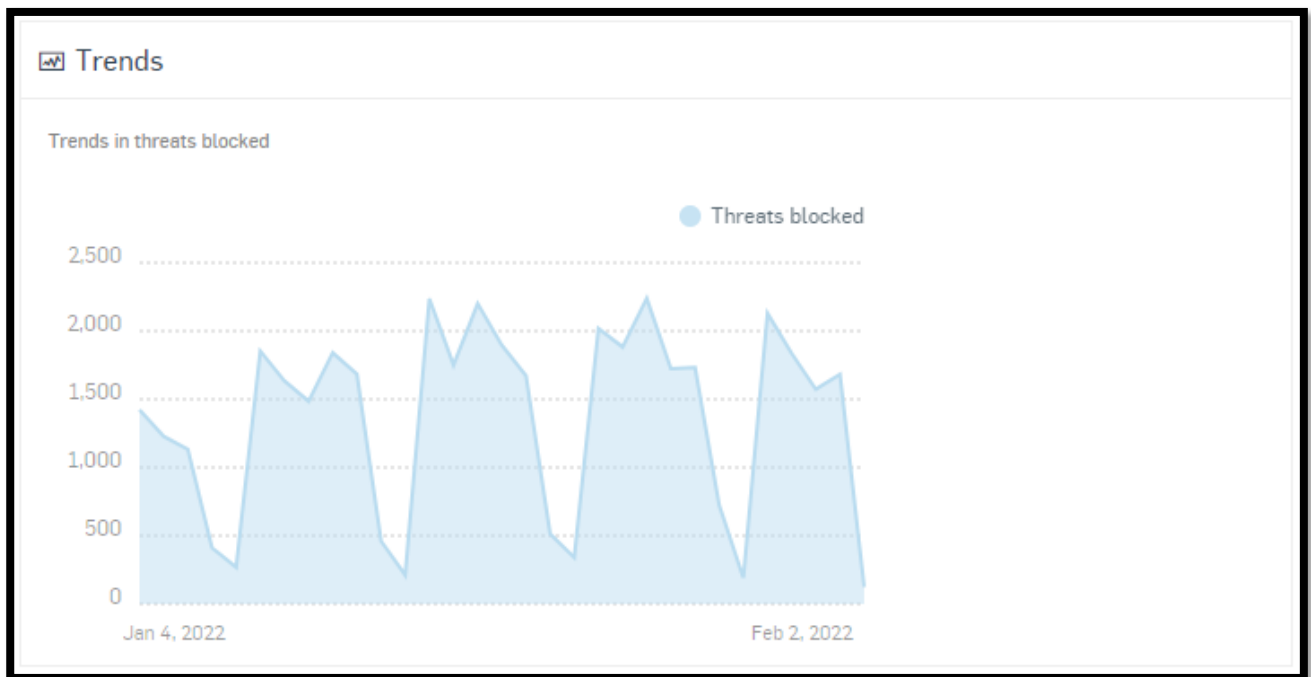 Trends
Trends in threats blocked
Threats blocked
2,500
2,000
1,500
1,000
500
0
Jan 4, 2022 Feb 2, 2022